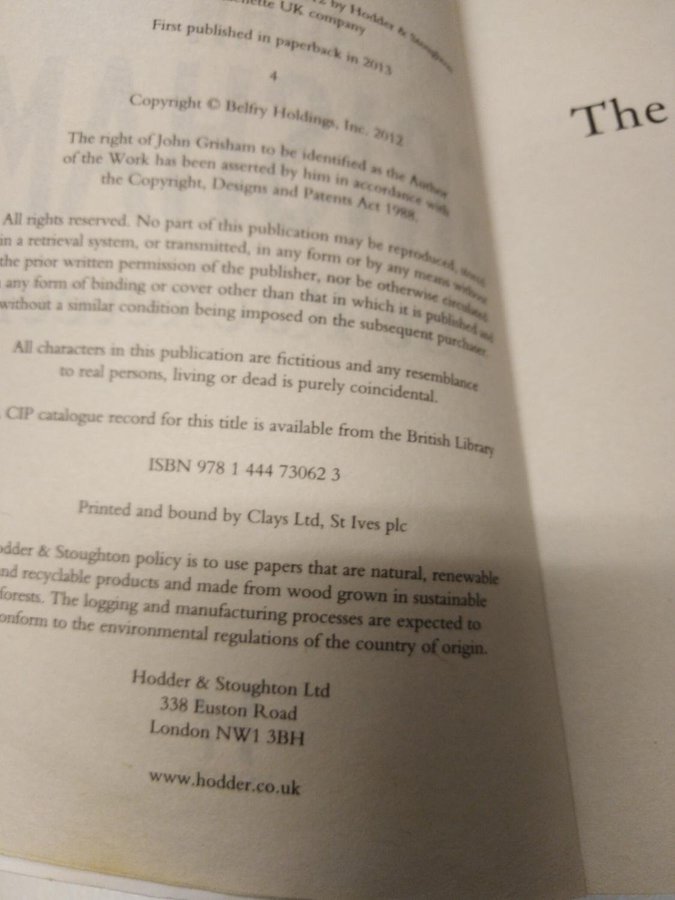 by Hodder & Stoughton
UK company
First published in paperback in 2013
4
Copyright © Belfry Holdings, Inc. 2012
The right of John Grisham to be identified as the Author
of the Work has been asserted by him in accordance with
the Copyright, Designs and Patents Act 1988.
All rights reserved. No part of this publication may be reproduced, stored
in a retrieval system, or transmitted, in any form or by any means without
the prior written permission of the publisher, nor be otherwise circulated
any form of binding or cover other than that in which it is published and
without a similar condition being imposed on the subsequent purchaser.
All characters in this publication are fictitious and any resemblance
to real persons, living or dead is purely coincidental.
CIP catalogue record for this title is available from the British Library
ISBN 978 1 444 73062 3
Printed and bound by Clays Ltd, St Ives plc
odder & Stoughton policy is to use papers that are natural, renewable
nd recyclable products and made from wood grown in sustainable
forests. The logging and manufacturing processes are expected to
onform to the environmental regulations of the country of origin.
Hodder & Stoughton Ltd
338 Euston Road
London NW1 3BH
www.hodder.co.uk
The